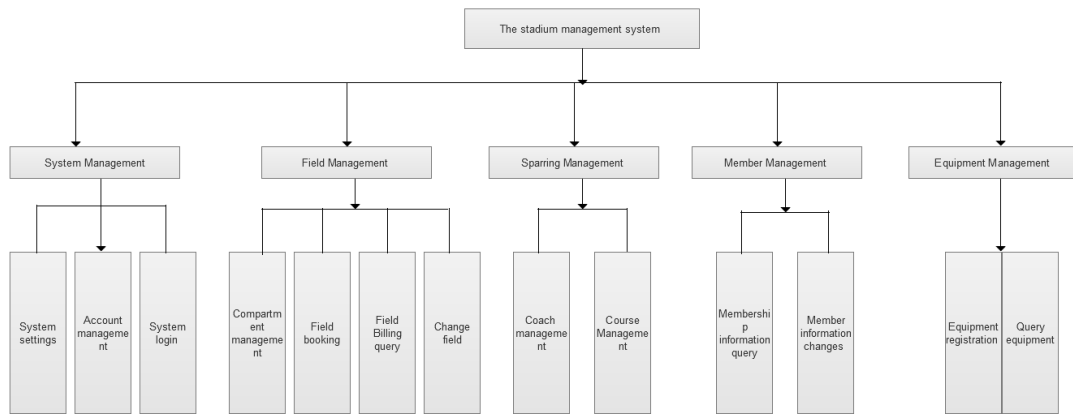 The stadium management system
System Management
Field Management
Sparring Management
Member Management
Equipment Management
System
settings
Account
manageme
nt
System
login
Compartm
ent
management
Field
booking
Field
Billing
query
Change
field
Coach
manageme
nt
Course
Manageme
nt
Membershi
p
information
query
Member
information
changes
Equipment
registration
Query
equipment